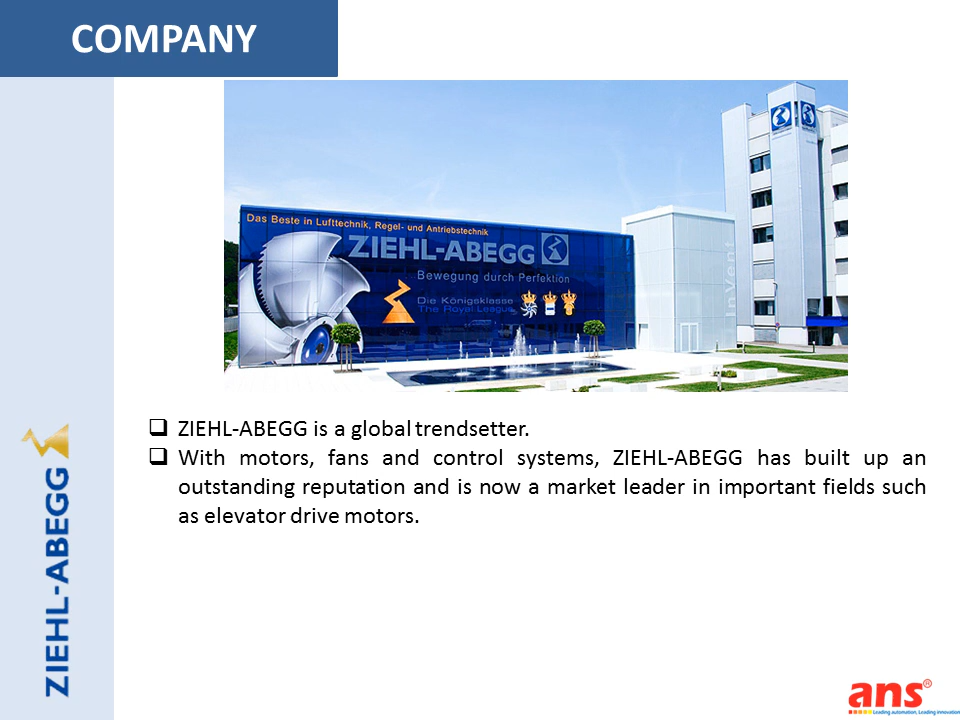 COMPANY
Das Beste in Lufttechnik, Regel- und Antriebstechnik
ZIEHL-ABEGG
Bewegung durch Perfektion
Die Königsklasse
The Royal League
ZIEHL-ABEGG is a global trendsetter.
With motors, fans and control systems, ZIEHL-ABEGG has built up an
outstanding reputation and is now a market leader in important fields such
as elevator drive motors.
ZIEHL-ABEGG
ans®
Leading automation, Leading innovation